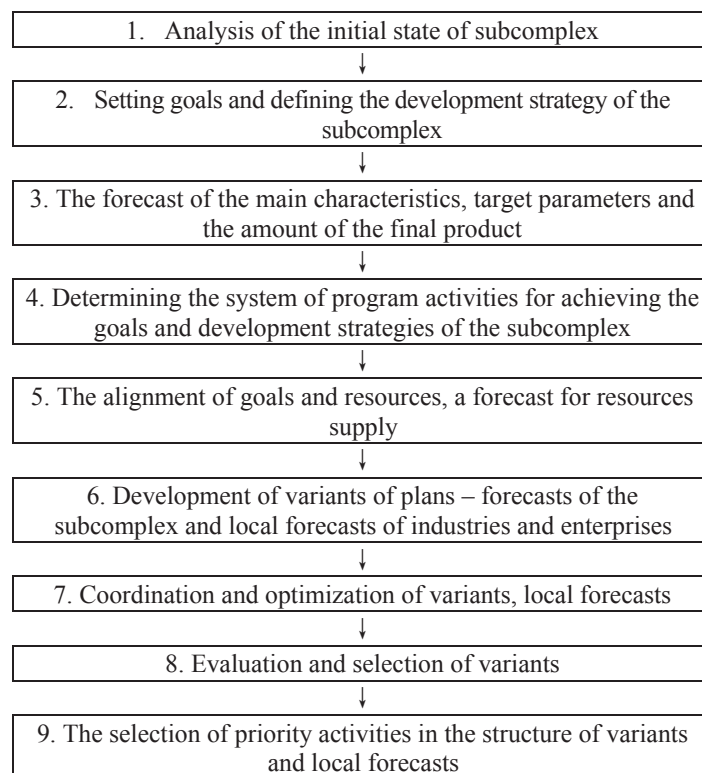 1. Analysis of the initial state of subcomplex
↓
2. Setting goals and defining the development strategy of the
subcomplex
↓
3. The forecast of the main characteristics, target parameters and
the amount of the final product
↓
4. Determining the system of program activities for achieving the
goals and development strategies of the subcomplex
↓
5. The alignment of goals and resources, a forecast for resources
supply
↓
6. Development of variants of plans – forecasts of the
subcomplex and local forecasts of industries and enterprises
↓
7. Coordination and optimization of variants, local forecasts
↓
8. Evaluation and selection of variants
↓
9. The selection of priority activities in the structure of variants
and local forecasts